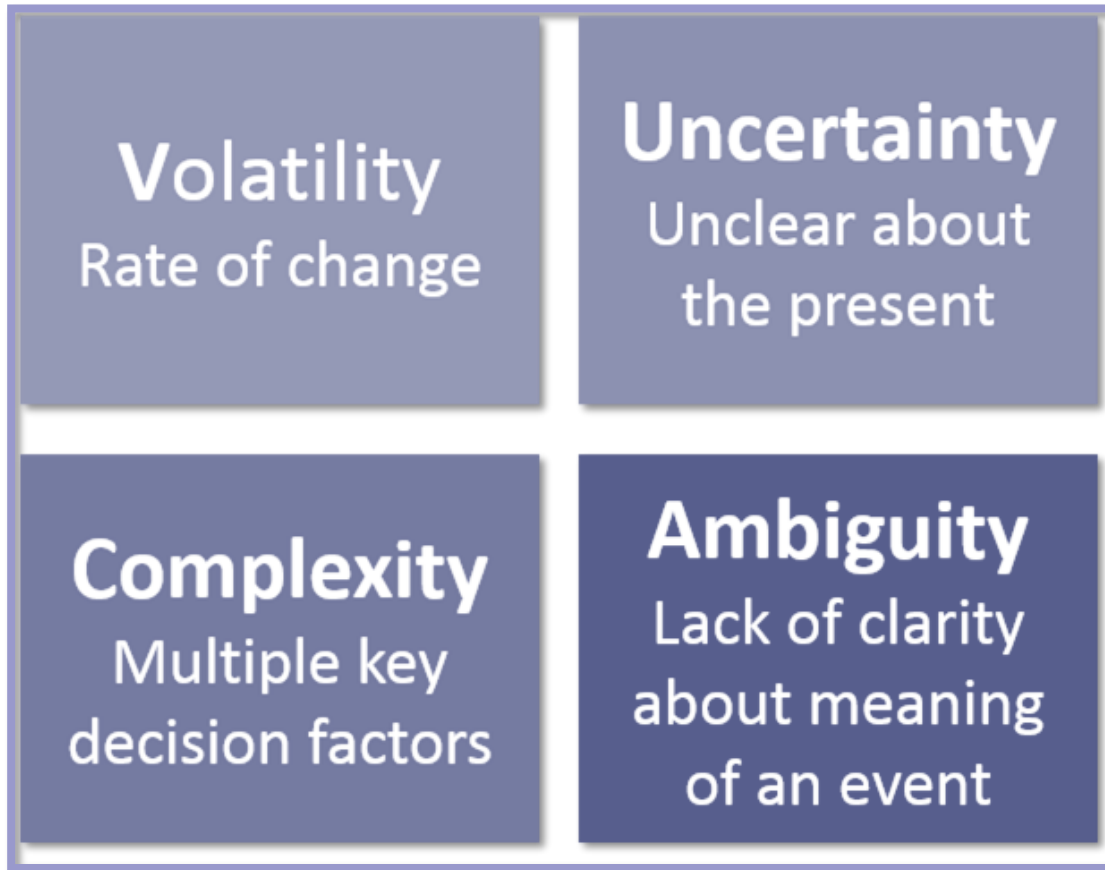 Volatility
Rate of change
Uncertainty
Unclear about
the present
Complexity
Multiple key
decision factors
Ambiguity
Lack of clarity
about meaning
of an event